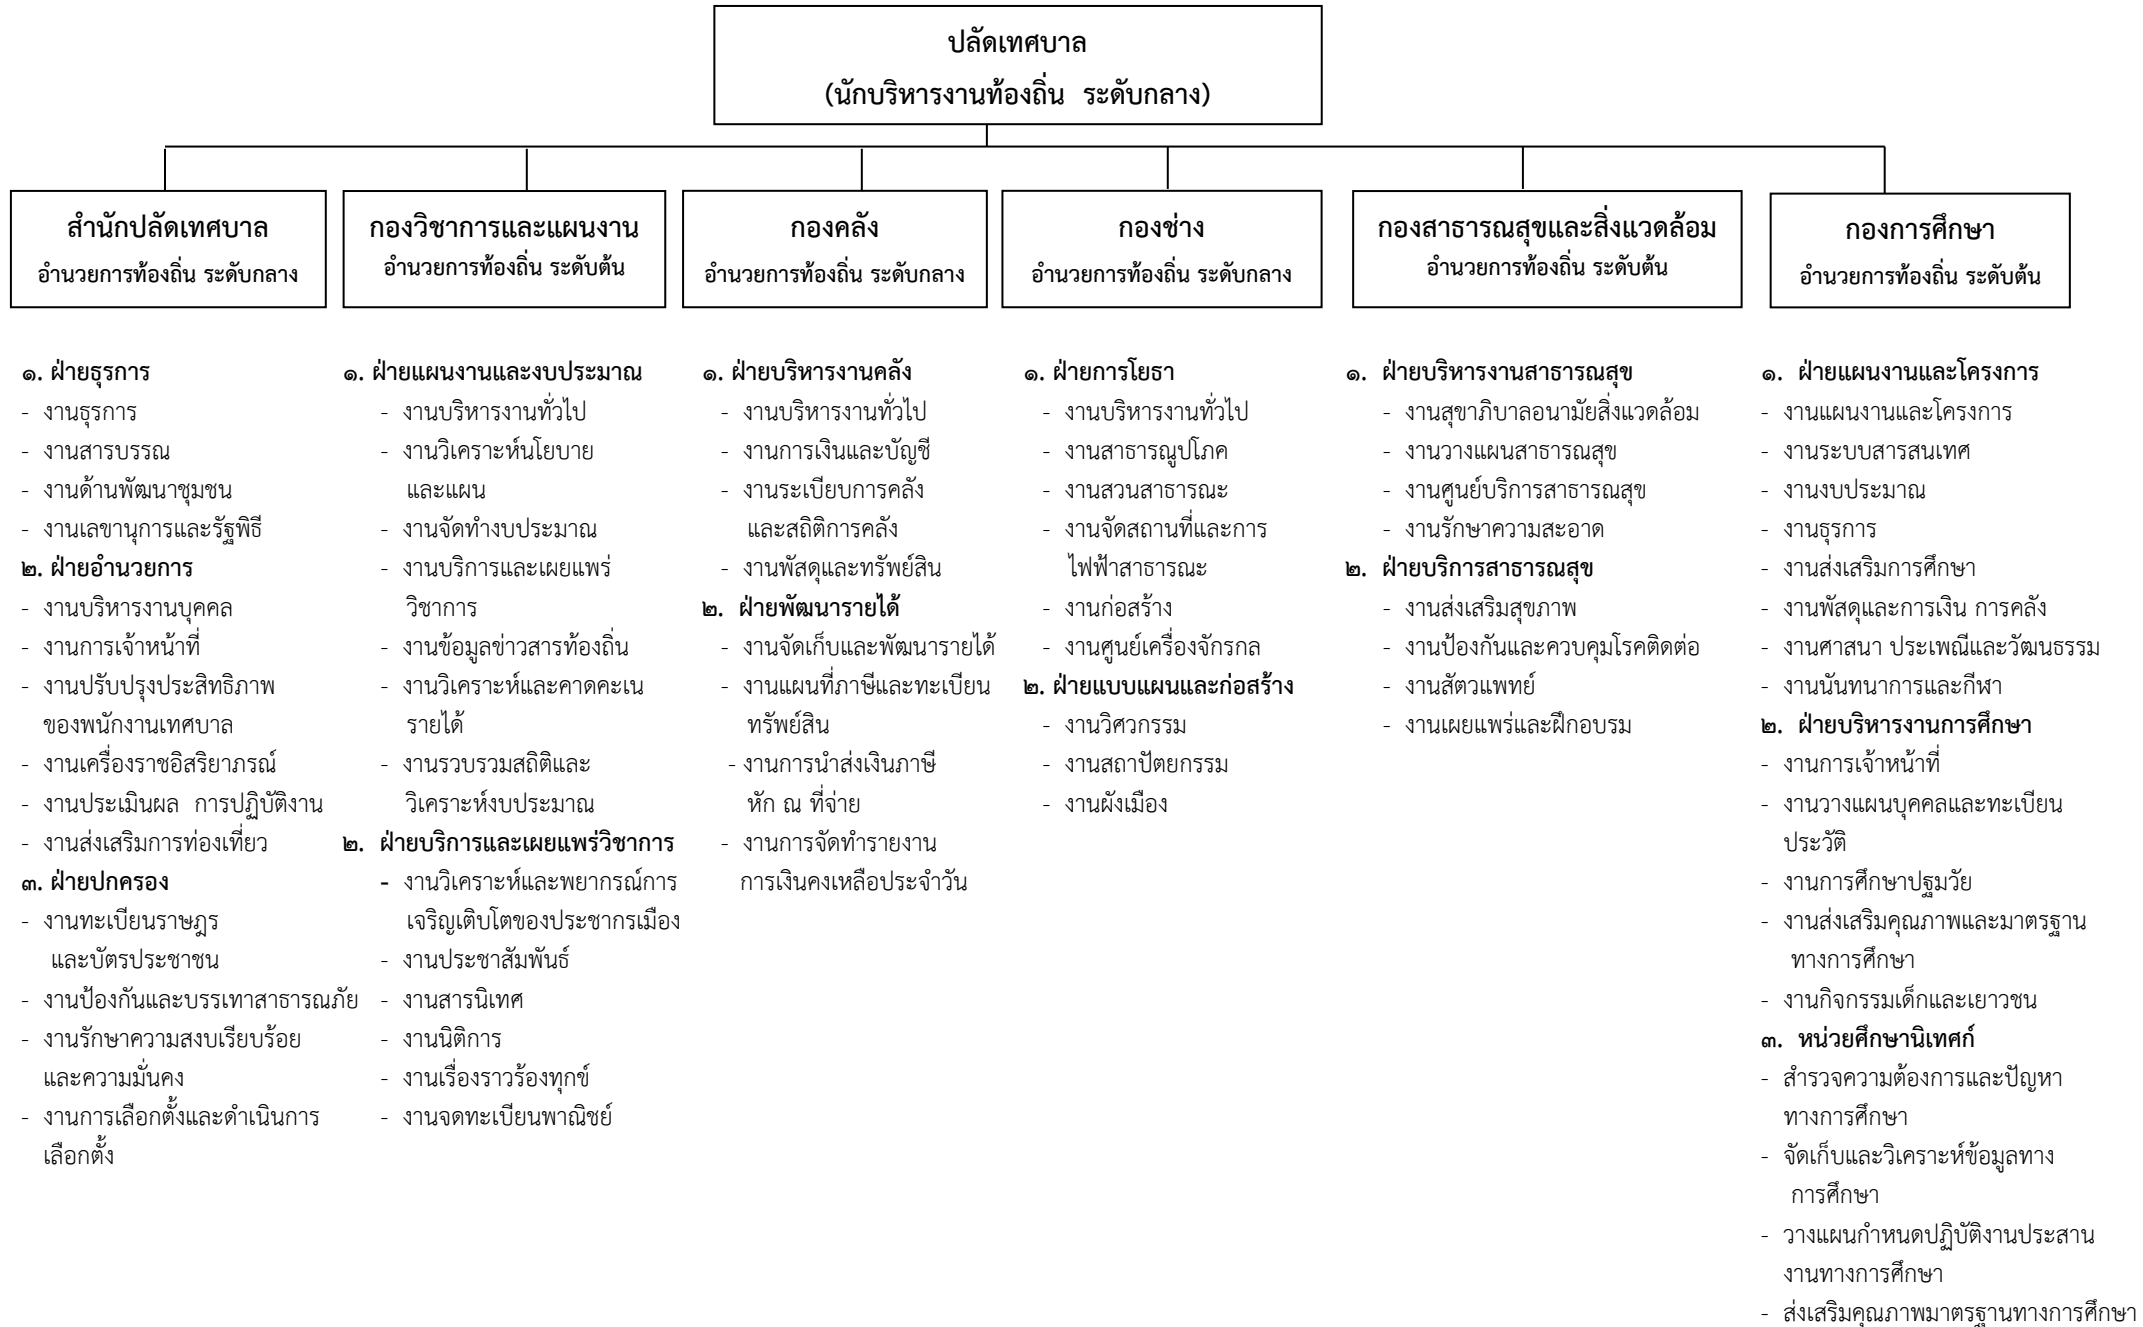 ปลัดเทศบาล
(นักบริหารงานท้องถิ่น ระดับกลาง)
สำนักปลัดเทศบาล
อำนวยการท้องถิ่น ระดับกลาง
กองวิชาการและแผนงาน
อำนวยการท้องถิ่น ระดับต้น
กองคลัง
อำนวยการท้องถิ่น ระดับกลาง
กองช่าง
อำนวยการท้องถิ่น ระดับกลาง
กองสาธารณสุขและสิ่งแวดล้อม
อำนวยการท้องถิ่น ระดับต้น
กองการศึกษา
อำนวยการท้องถิ่น ระดับต้น
๑. ฝ่ายธุรการ
- งานธุรการ
- งานสารบรรณ
- งานด้านพัฒนาชุมชน
- งานเลขานุการและรัฐพิธี
๒. ฝ่ายอำนวยการ
- งานบริหารงานบุคคล
- งานการเจ้าหน้าที่
- งานปรับปรุงประสิทธิภาพ
ของพนักงานเทศบาล
- งานเครื่องราชอิสริยาภรณ์
- งานประเมินผล การปฏิบัติงาน
- งานส่งเสริมการท่องเที่ยว
๓. ฝ่ายปกครอง
- งานทะเบียนราษฎร
และบัตรประชาชน
- งานป้องกันและบรรเทาสาธารณภัย
- งานรักษาความสงบเรียบร้อย
และความมั่นคง
- งานการเลือกตั้งและดำเนินการ
เลือกตั้ง
๑. ฝ่ายแผนงานและงบประมาณ
- งานบริหารงานทั่วไป
- งานวิเคราะห์นโยบาย
และแผน
- งานจัดทำงบประมาณ
- งานบริการและเผยแพร่
วิชาการ
- งานข้อมูลข่าวสารท้องถิ่น
- งานวิเคราะห์และคาดคะเน
รายได้
- งานรวบรวมสถิติและ
วิเคราะห์งบประมาณ
๒. ฝ่ายบริการและเผยแพร่วิชาการ
- งานวิเคราะห์และพยากรณ์การ
เจริญเติบโตของประชากรเมือง
- งานประชาสัมพันธ์
- งานสารนิเทศ
- งานนิติการ
- งานเรื่องราวร้องทุกข์
- งานจดทะเบียนพาณิชย์
๑. ฝ่ายบริหารงานคลัง
- งานบริหารงานทั่วไป
- งานการเงินและบัญชี
- งานระเบียบการคลัง
และสถิติการคลัง
- งานพัสดุและทรัพย์สิน
๒. ฝ่ายพัฒนารายได้
- งานจัดเก็บและพัฒนารายได้
- งานแผนที่ภาษีและทะเบียน
ทรัพย์สิน
- งานการนำส่งเงินภาษี
หัก ณ ที่จ่าย
- งานการจัดทำรายงาน
การเงินคงเหลือประจำวัน
๑. ฝ่ายการโยธา
- งานบริหารงานทั่วไป
- งานสาธารณูปโภค
- งานสวนสาธารณะ
- งานจัดสถานที่และการ
ไฟฟ้าสาธารณะ
- งานก่อสร้าง
- งานศูนย์เครื่องจักรกล
๒. ฝ่ายแบบแผนและก่อสร้าง
- งานวิศวกรรม
- งานสถาปัตยกรรม
- งานผังเมือง
๑. ฝ่ายบริหารงานสาธารณสุข
- งานสุขาภิบาลอนามัยสิ่งแวดล้อม
- งานวางแผนสาธารณสุข
- งานศูนย์บริการสาธารณสุข
- งานรักษาความสะอาด
๒. ฝ่ายบริการสาธารณสุข
- งานส่งเสริมสุขภาพ
- งานป้องกันและควบคุมโรคติดต่อ
- งานสัตวแพทย์
- งานเผยแพร่และฝึกอบรม
๑. ฝ่ายแผนงานและโครงการ
- งานแผนงานและโครงการ
- งานระบบสารสนเทศ
- งานงบประมาณ
- งานธุรการ
- งานส่งเสริมการศึกษา
- งานพัสดุและการเงิน การคลัง
- งานศาสนา ประเพณีและวัฒนธรรม
- งานนันทนาการและกีฬา
๒. ฝ่ายบริหารงานการศึกษา
- งานการเจ้าหน้าที่
- งานวางแผนบุคคลและทะเบียน
ประวัติ
- งานการศึกษาปฐมวัย
- งานส่งเสริมคุณภาพและมาตรฐาน
ทางการศึกษา
- งานกิจกรรมเด็กและเยาวชน
๓. หน่วยศึกษานิเทศก์
- สำรวจความต้องการและปัญหา
ทางการศึกษา
- จัดเก็บและวิเคราะห์ข้อมูลทาง
การศึกษา
- วางแผนกำหนดปฏิบัติงานประสาน
งานทางการศึกษา
- ส่งเสริมคุณภาพมาตรฐานทางการศึกษา